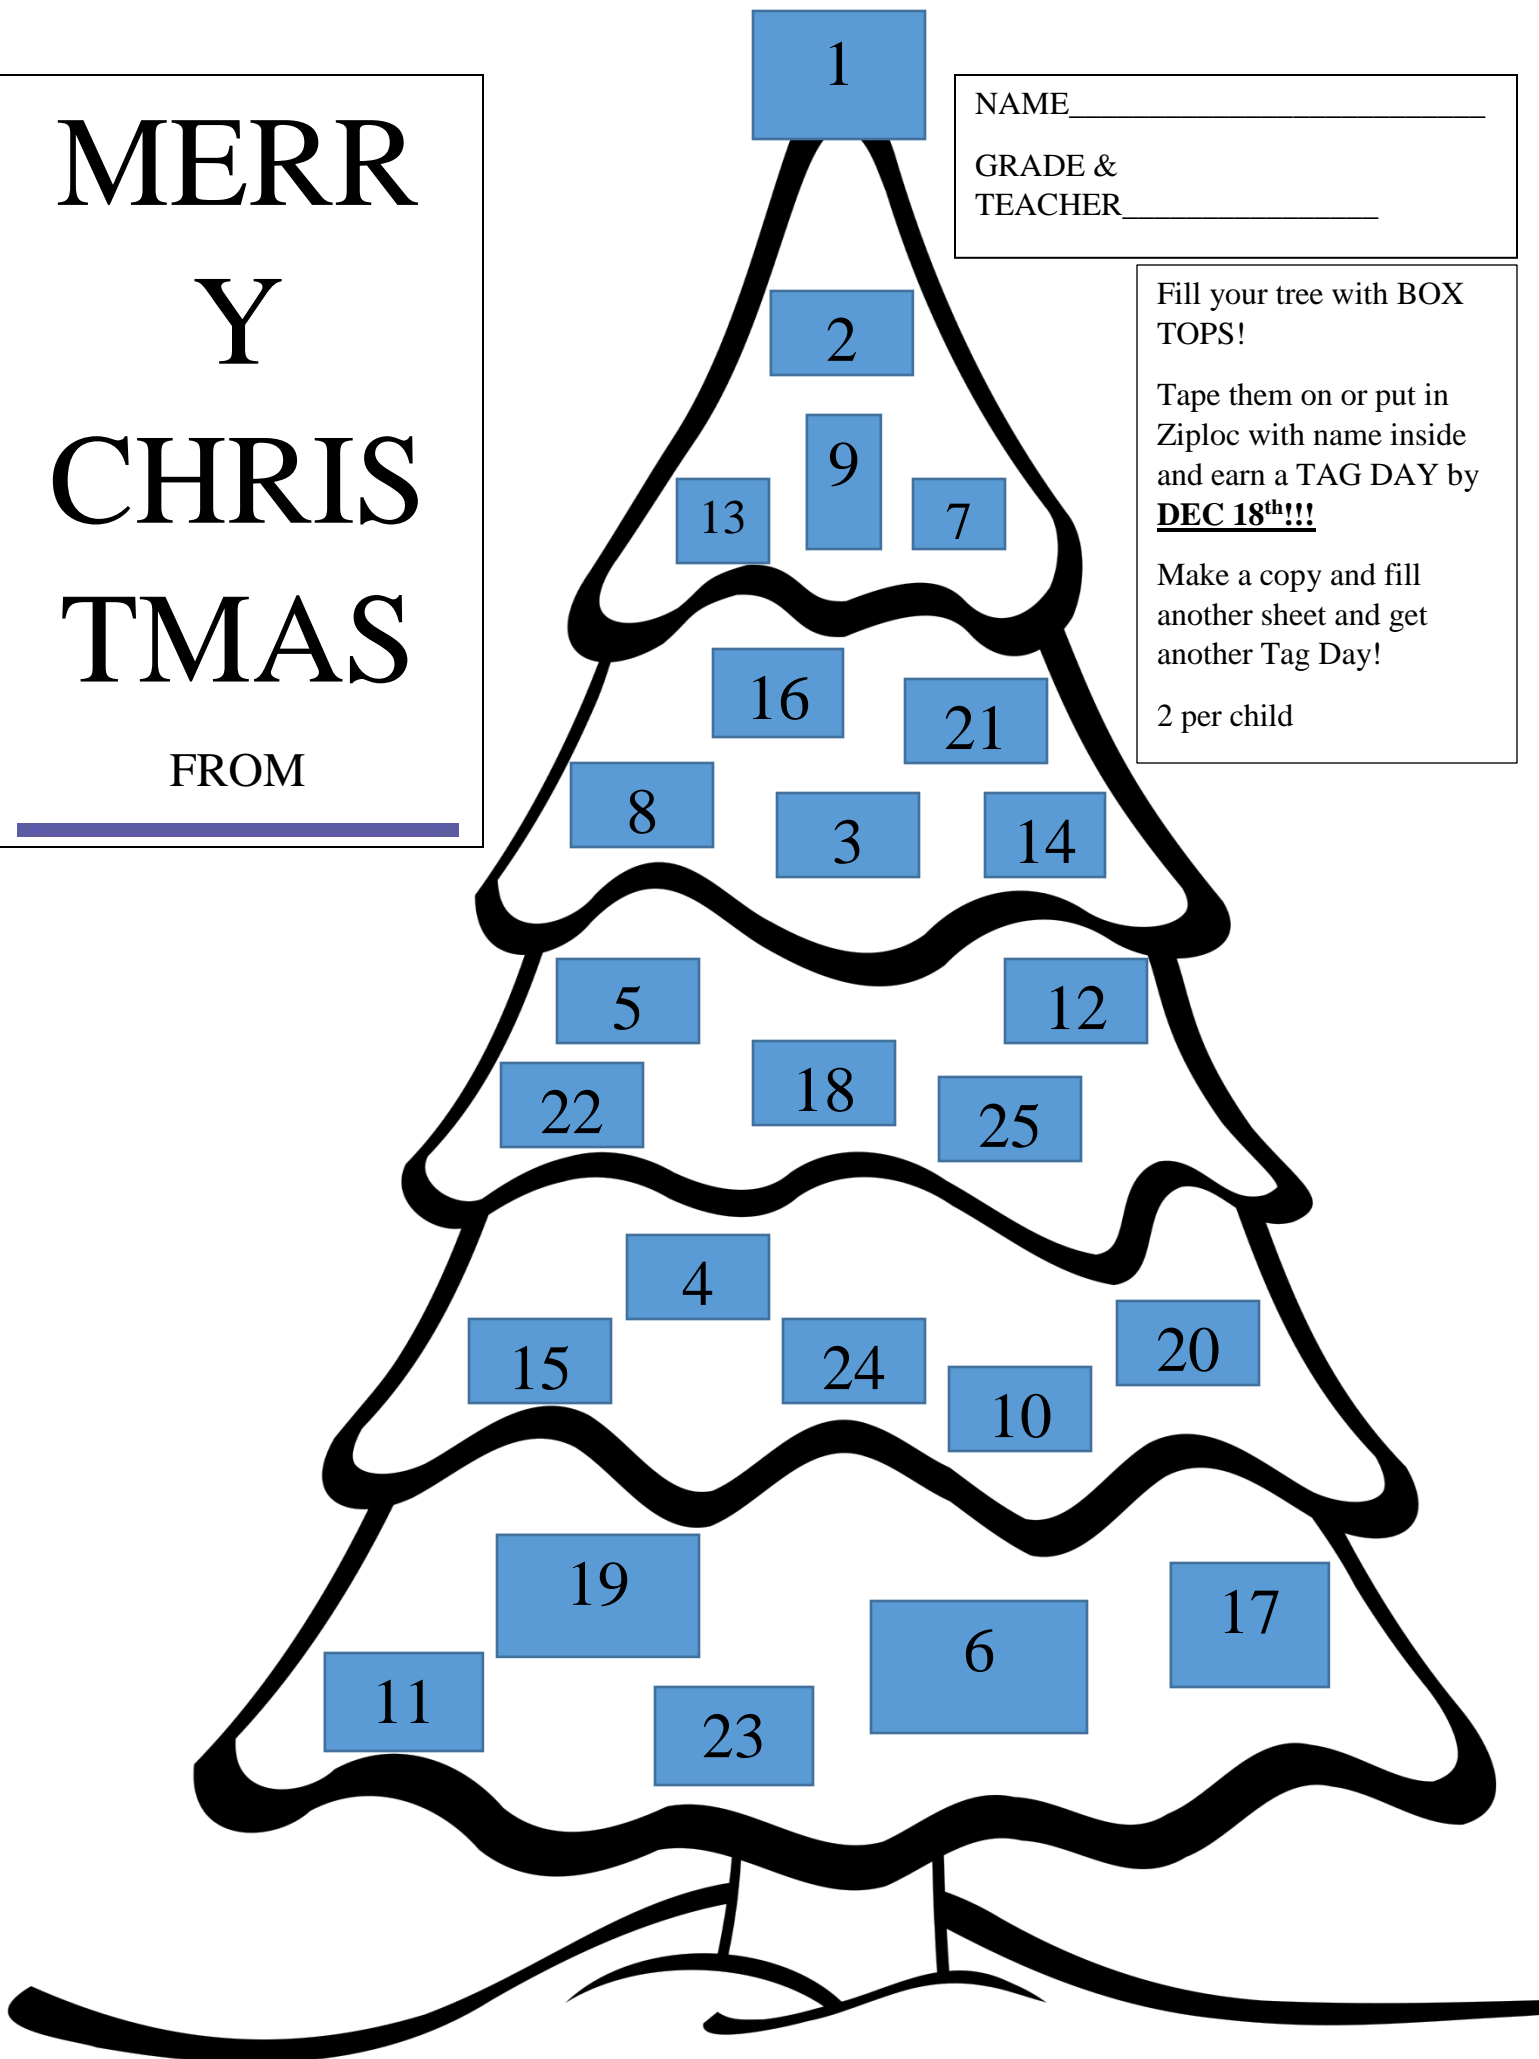 1
MERR
Y
CHRIS
TMAS
FROM
NAME__________________________
GRADE &
TEACHER________________
Fill your tree with BOX
TOPS!
Tape them on or put in
Ziploc with name inside
and earn a TAG DAY by
DEC 18th!!!
Make a copy and fill
another sheet and get
another Tag Day!
2 per child
2
9
13
7
16
21
8
3
14
5
12
22
18
25
4
20
15
24
10
19
17
6
11
23